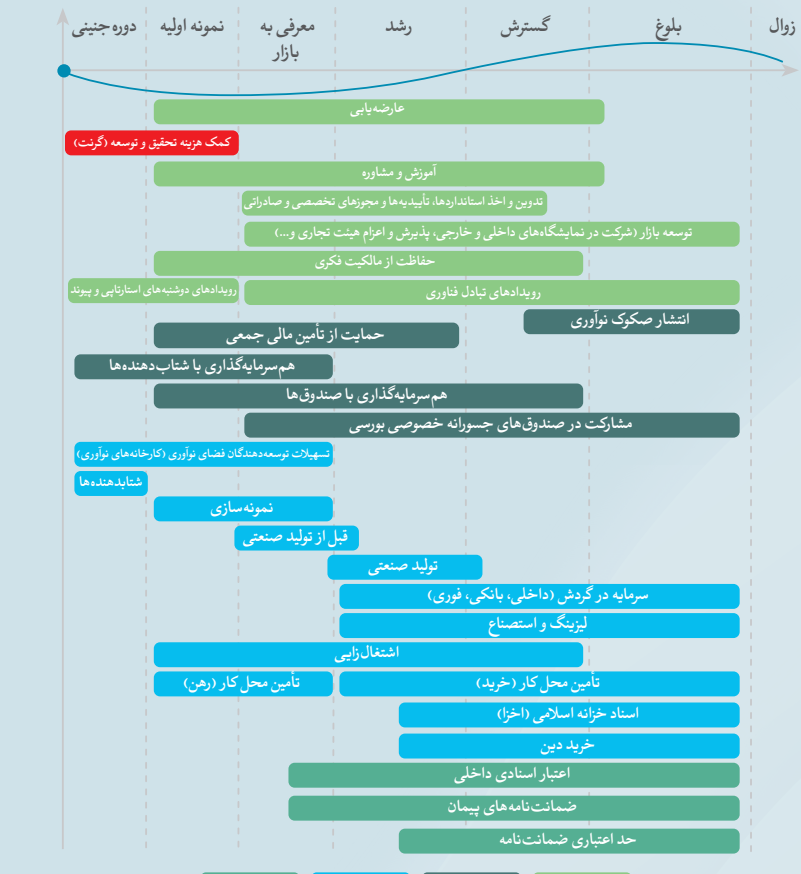 دوره جنینی
نمونه اولیه
معرفی به
بازار
رشد
گسترش
بلوغ
زوال
عارضه‌یابی
کمک هزینه تحقیق و توسعه (گرنت)
آموزش و مشاوره
تدوین و اخذ استانداردها، تأییدیه‌ها و مجوزهای تخصصی و صادراتی
توسعه بازار (شرکت در نمایشگاه‌های داخلی و خارجی، پذیرش و اعزام هیئت تجاری و...)
حفاظت از مالکیت فکری
رویدادهای دوشنبه‌های استارتاپی و پیوند
رویدادهای تبادل فناوری
انتشار صکوک نوآوری
حمایت از تأمین مالی جمعی
هم‌سرمایه‌گذاری با شتاب‌دهنده‌ها
هم‌سرمایه‌گذاری با صندوق‌ها
مشارکت در صندوق‌های جسورانه خصوصی بورسی
تسهیلات توسعه‌دهندگان فضای نوآوری (کارخانه‌های نوآوری)
شتابدهنده‌ها
نمونه‌سازی
قبل از تولید صنعتی
تولید صنعتی
سرمایه در گردش (داخلی، بانکی، فوری)
لیزینگ و استصناع
اشتغال‌زایی
تأمین محل کار (رهن)
تأمین محل کار (خرید)
اسناد خزانه اسلامی (اخزا)
خرید دین
اعتبار اسنادی داخلی
ضمانت‌نامه‌های پیمان
حد اعتباری ضمانت‌نامه